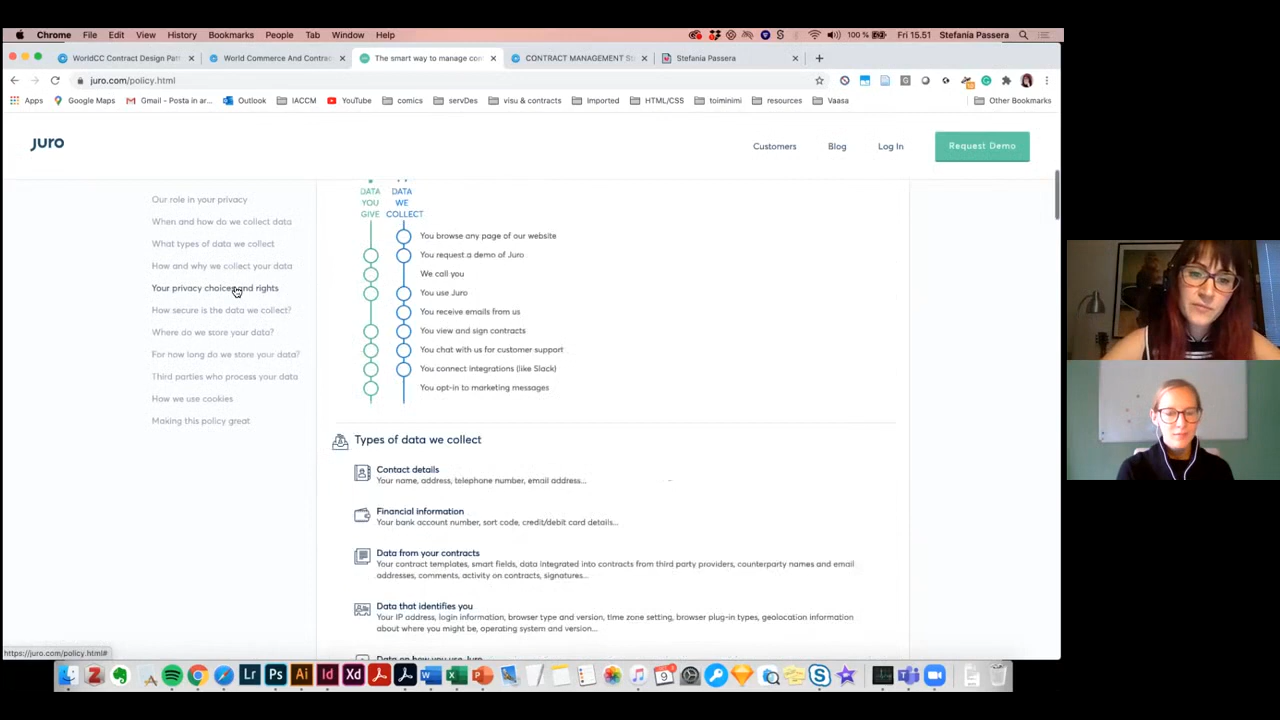 Chrome File Edit View History Bookmarks People Tab Window Help 100 % Fri 15.51 Stefania Passera
WorldCC Contract Design Patt World Commerce And Contrac The smart way to manage con CONTRACT MANAGEMENT St Stefania Passera
juro.com/policy.html
Apps Google Maps Gmail - Posta in ar... Outlook IACCM YouTube comics servDes visu & contracts Imported HTML/CSS toiminimi resources Vaasa Other Bookmarks
Juro
Customers Blog Log In Request Demo
Our role in your privacy
When and how do we collect data
What types of data we collect
How and why we collect your data
Your privacy choices and rights
How secure is the data we collect?
Where do we store your data?
For how long do we store your data?
Third parties who process your data
How we use cookies
Making this policy great
DATA YOU GIVE
DATA WE COLLECT
You browse any page of our website
You request a demo of Juro
We call you
You use Juro
You receive emails from us
You view and sign contracts
You chat with us for customer support
You connect integrations (like Slack)
You opt-in to marketing messages
Types of data we collect
Contact details
Your name, address, telephone number, email address...
Financial information
Your bank account number, sort code, credit/debit card details...
Data from your contracts
Your contract templates, smart fields, data integrated into contracts from third party providers, counterparty names and email
addresses, comments, activity on contracts, signatures...
Data that identifies you
Your IP address, login information, browser type and version, time zone setting, browser plug-in types, geolocation information
about where you might be, operating system and version...
Data on how you use Juro
https://juro.com/policy.html#